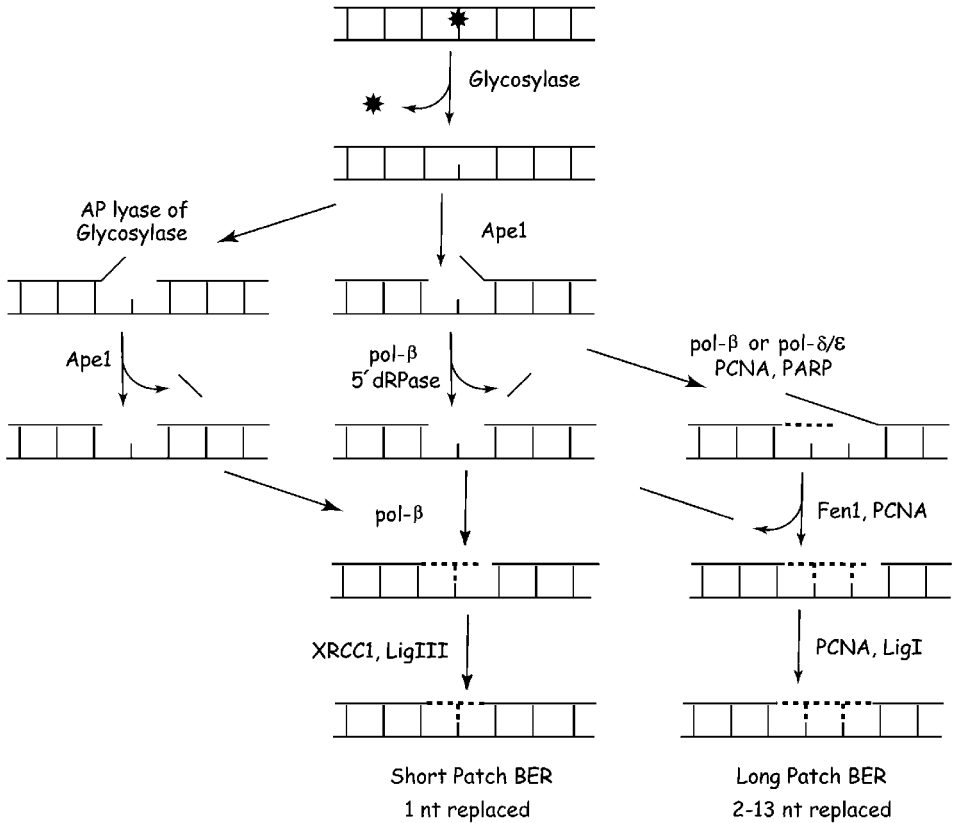 Glycosylase
AP lyase of
Glycosylase
Ape1
Ape1
pol-β
5´dRPase
pol-β or pol-δ/ε
PCNA, PARP
pol-β
Fen1, PCNA
XRCC1, LigIII
PCNA, LigI
Short Patch BER
1 nt replaced
Long Patch BER
2-13 nt replaced